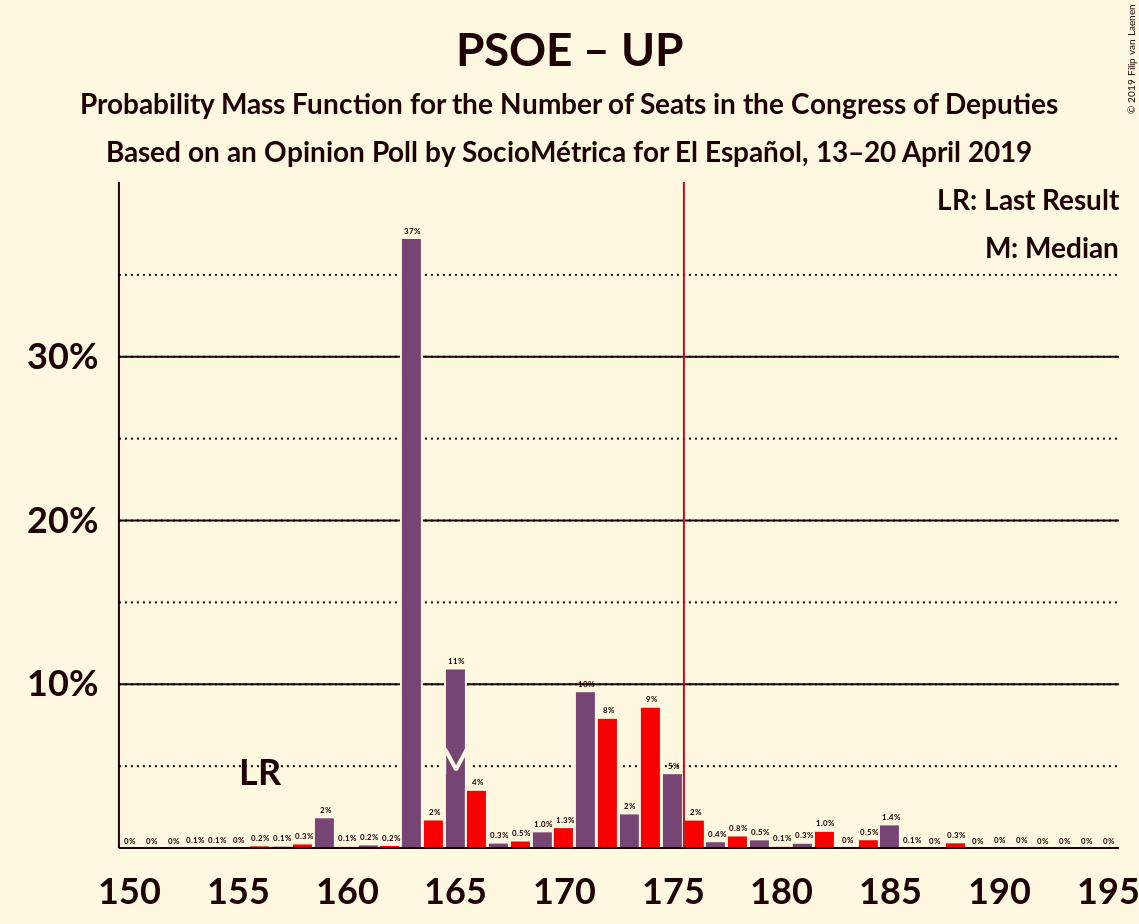 PSOE – UP
Probability Mass Function for the Number of Seats in the Congress of Deputies
Based on an Opinion Poll by SocioMétrica for El Español, 13–20 April 2019
© 2019 Filip van Laenen
LR: Last Result
M: Median
30%
20%
10%
LR
M
0% 0% 0% 0.1% 0.1% 0% 0.2% 0.1% 0.3% 2% 0.1% 0.2% 0.2% 37% 2% 11% 4% 0.3% 0.5% 1.0% 1.3% 10% 8% 2% 9% 5% 2% 0.4% 0.8% 0.5% 0.1% 0.3% 1.0% 0% 0.5% 1.4% 0.1% 0% 0.3% 0% 0% 0% 0% 0% 0% 0%
150 155 160 165 170 175 180 185 190 195